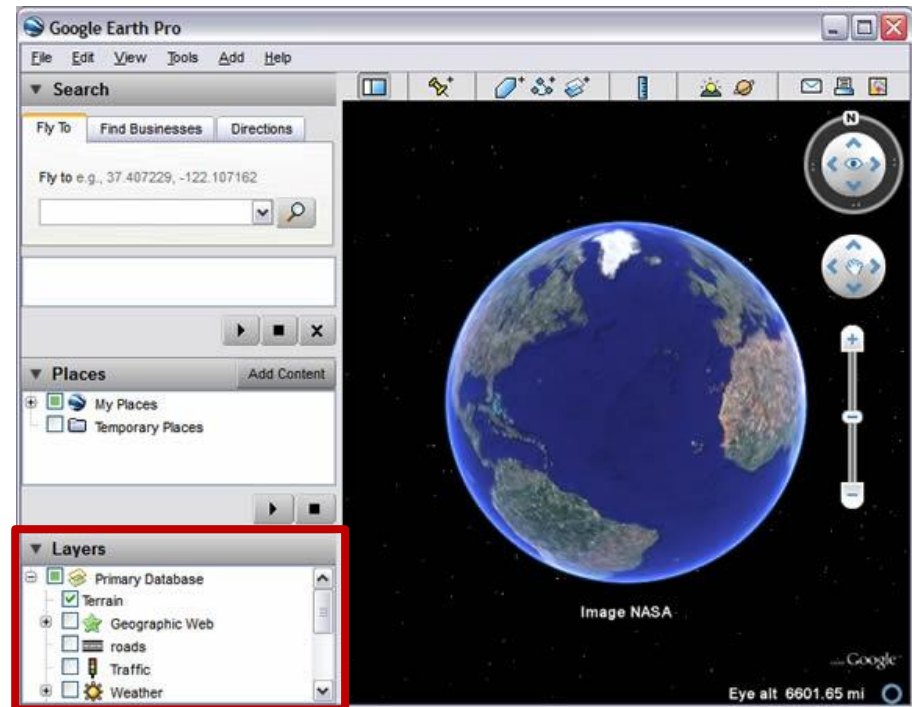 Google Earth Pro
File Edit View Tools Add Help
Search
Fly To Find Businesses Directions
Fly to e.g., 37.407229, -122.107162
Places Add Content
My Places
Temporary Places
Layers
Primary Database
Terrain
Geographic Web
roads
Traffic
Weather
N
Image NASA
Google
Eye alt 6601.65 mi